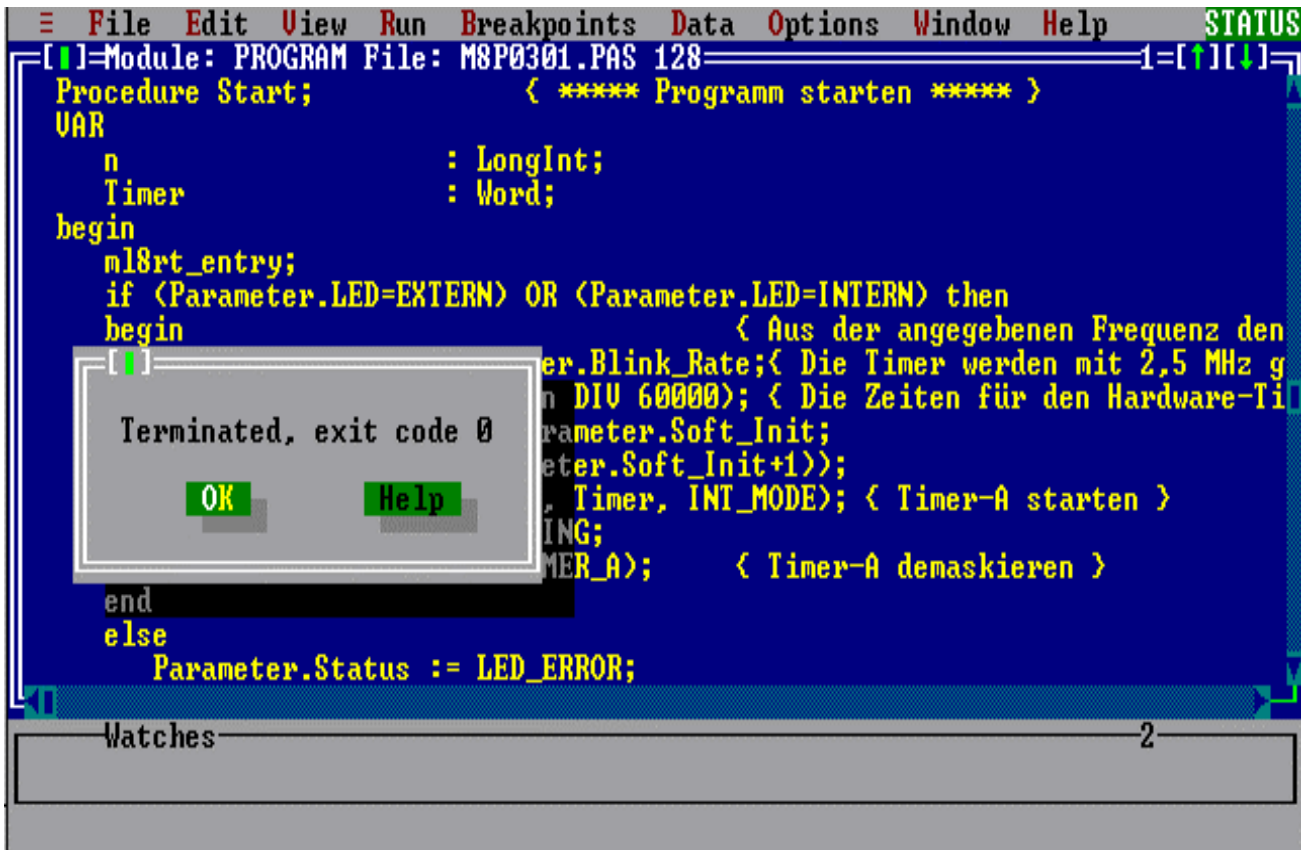 ≡ File Edit View Run Breakpoints Data Options Window Help STATUS
[▮]=Module: PROGRAM File: M8P0301.PAS 128 1=[↑][↓]
Procedure Start; { ***** Programm starten ***** }
VAR
n : LongInt;
Timer : Word;
begin
ml8rt_entry;
if (Parameter.LED=EXTERN) OR (Parameter.LED=INTERN) then
begin { Aus der angegebenen Frequenz den
er.Blink_Rate;{ Die Timer werden mit 2,5 MHz g
n DIV 60000); { Die Zeiten für den Hardware-Ti
rameter.Soft_Init;
eter.Soft_Init+1));
, Timer, INT_MODE); { Timer-A starten }
ING;
MER_A); { Timer-A demaskieren }
end
else
Parameter.Status := LED_ERROR;
[▮]
Terminated, exit code 0
OK Help
Watches 2